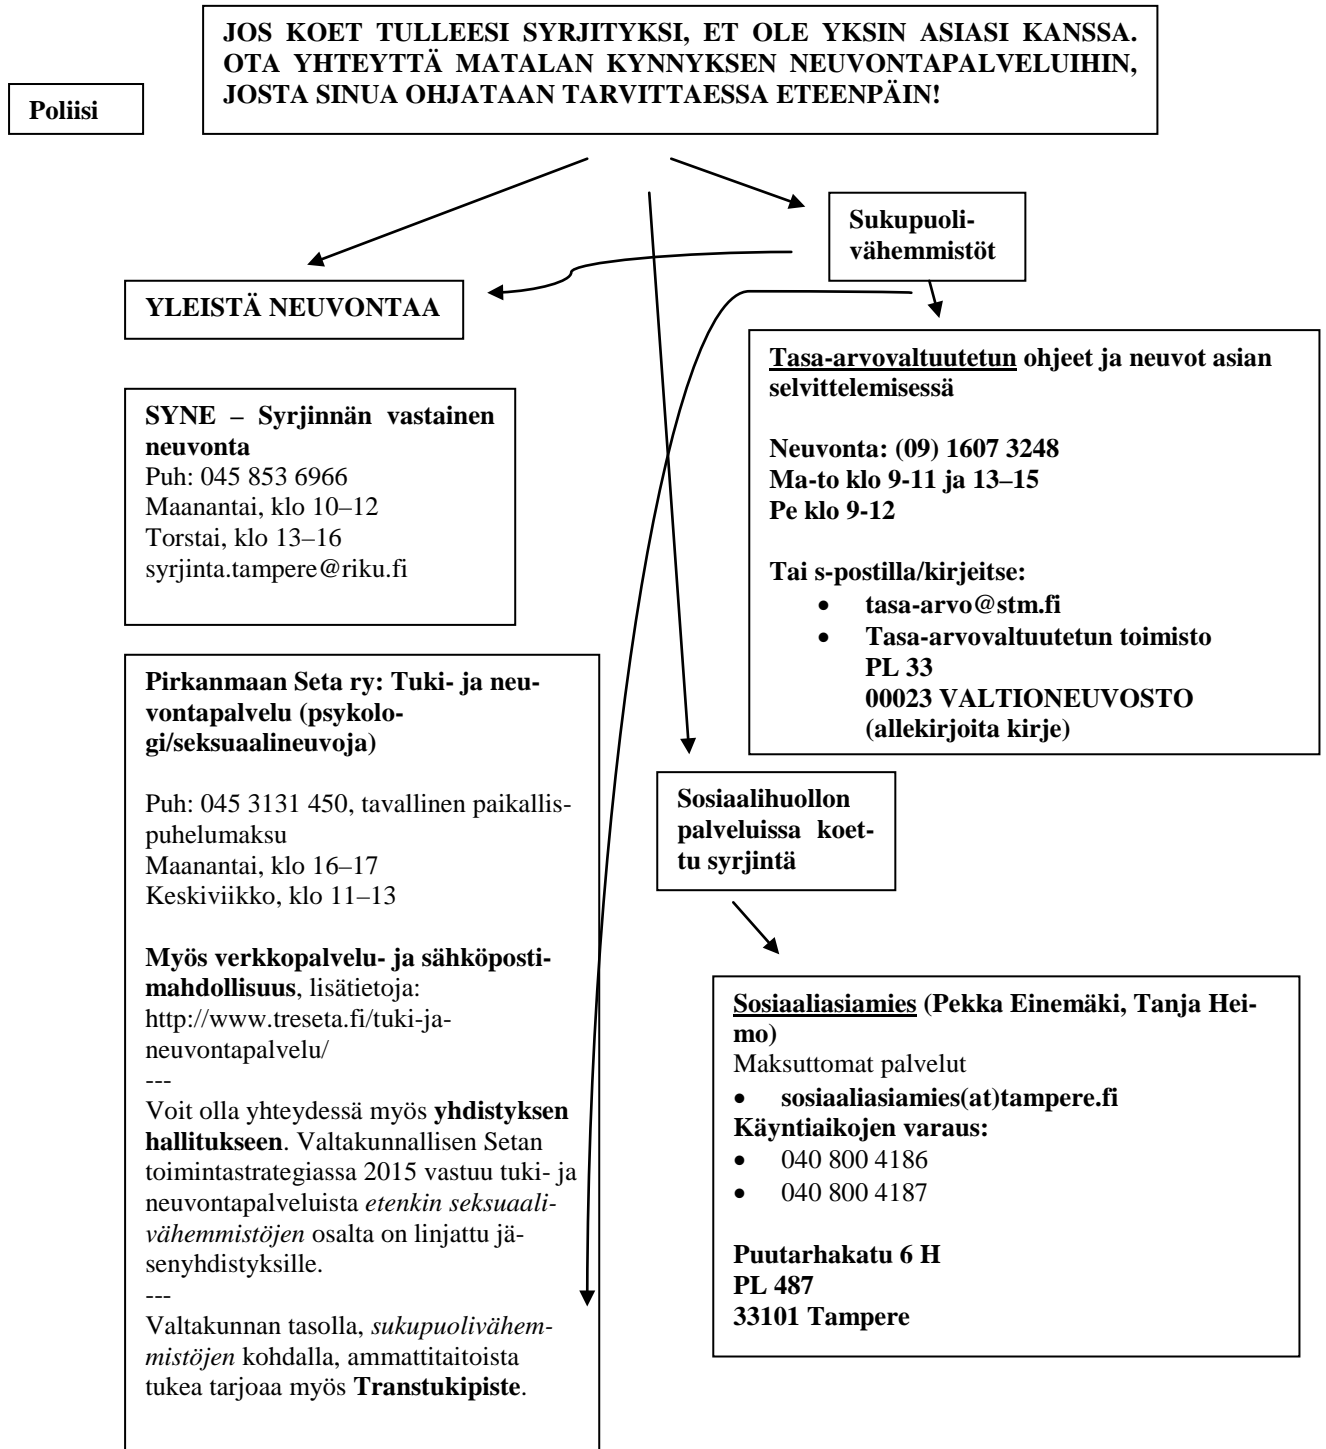 JOS KOET TULLEESI SYRJITYKSI, ET OLE YKSIN ASIASI KANSSA.
OTA YHTEYTTÄ MATALAN KYNNYKSEN NEUVONTAPALVELUIHIN,
JOSTA SINUA OHJATAAN TARVITTAESSA ETEENPÄIN!
Poliisi
Sukupuoli-
vähemmistöt
YLEISTÄ NEUVONTAA
Tasa-arvovaltuutetun ohjeet ja neuvot asian
selvittelemisessä
Neuvonta: (09) 1607 3248
Ma-to klo 9-11 ja 13–15
Pe klo 9-12
Tai s-postilla/kirjeitse:
• tasa-arvo@stm.fi
• Tasa-arvovaltuutetun toimisto
PL 33
00023 VALTIONEUVOSTO
(allekirjoita kirje)
SYNE – Syrjinnän vastainen
neuvonta
Puh: 045 853 6966
Maanantai, klo 10–12
Torstai, klo 13–16
syrjinta.tampere@riku.fi
Pirkanmaan Seta ry: Tuki- ja neu-
vontapalvelu (psykolo-
gi/seksuaalineuvoja)
Puh: 045 3131 450, tavallinen paikallis-
puhelumaksu
Maanantai, klo 16–17
Keskiviikko, klo 11–13
Myös verkkopalvelu- ja sähköposti-
mahdollisuus, lisätietoja:
http://www.treseta.fi/tuki-ja-
neuvontapalvelu/
---
Voit olla yhteydessä myös yhdistyksen
hallitukseen. Valtakunnallisen Setan
toimintastrategiassa 2015 vastuu tuki- ja
neuvontapalveluista etenkin seksuaali-
vähemmistöjen osalta on linjattu jä-
senyhdistyksille.
---
Valtakunnan tasolla, sukupuolivähem-
mistöjen kohdalla, ammattitaitoista
tukea tarjoaa myös Transtukipiste.
Sosiaalihuollon
palveluissa koet-
tu syrjintä
Sosiaaliasiamies (Pekka Einemäki, Tanja Hei-
mo)
Maksuttomat palvelut
• sosiaaliasiamies(at)tampere.fi
Käyntiaikojen varaus:
• 040 800 4186
• 040 800 4187
Puutarhakatu 6 H
PL 487
33101 Tampere